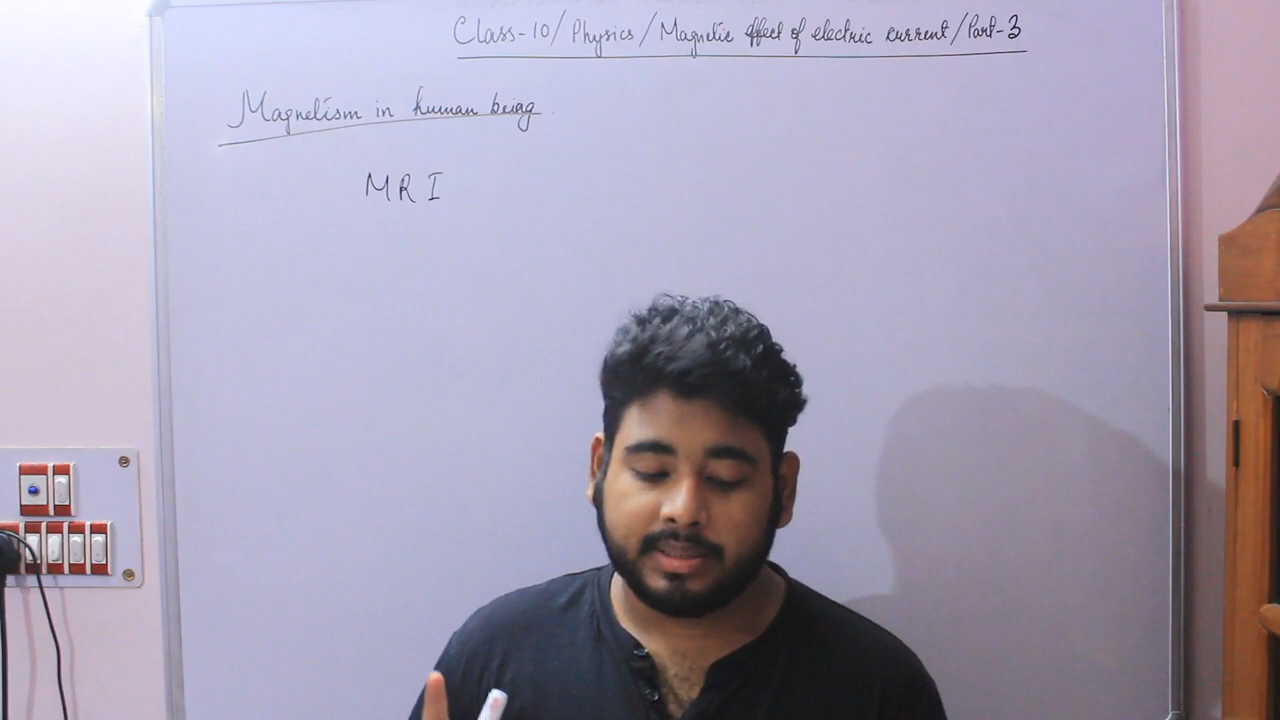 Class-10/Physics/Magnetic effect of electric current/Part-3
Magnetism in human being.
MRI